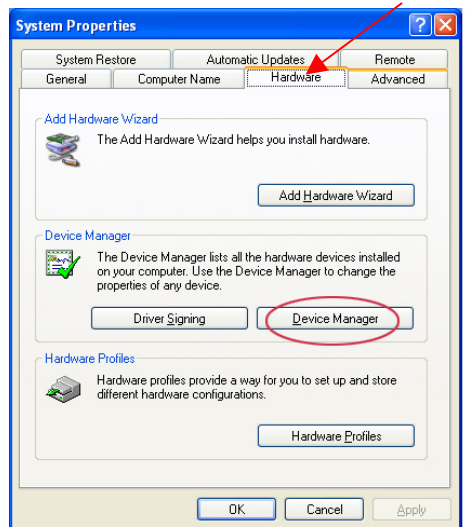 System Properties
System Restore Automatic Updates Remote
General Computer Name Hardware Advanced
Add Hardware Wizard
The Add Hardware Wizard helps you install hardware.
Add Hardware Wizard
Device Manager
The Device Manager lists all the hardware devices installed
on your computer. Use the Device Manager to change the
properties of any device.
Driver Signing Device Manager
Hardware Profiles
Hardware profiles provide a way for you to set up and store
different hardware configurations.
Hardware Profiles
OK Cancel Apply